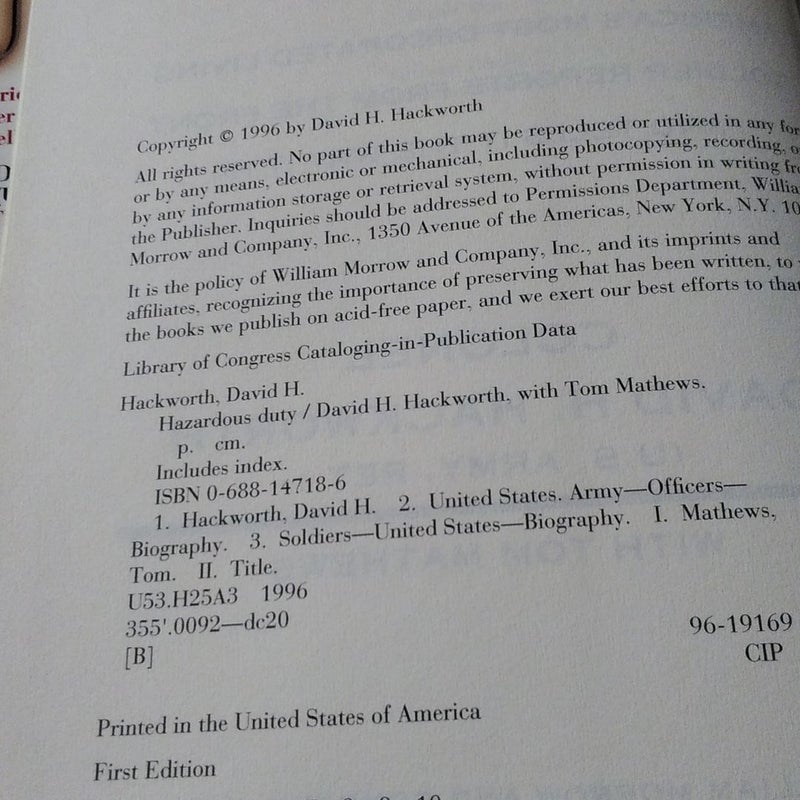 Copyright © 1996 by David H. Hackworth
All rights reserved. No part of this book may be reproduced or utilized in any for
or by any means, electronic or mechanical, including photocopying, recording, o
by any information storage or retrieval system, without permission in writing fr
the Publisher. Inquiries should be addressed to Permissions Department, Willia
Morrow and Company, Inc., 1350 Avenue of the Americas, New York, N.Y. 10
It is the policy of William Morrow and Company, Inc., and its imprints and
affiliates, recognizing the importance of preserving what has been written, to
the books we publish on acid-free paper, and we exert our best efforts to that
Library of Congress Cataloging-in-Publication Data
Hackworth, David H.
Hazardous duty / David H. Hackworth, with Tom Mathews.
p. cm.
Includes index.
ISBN 0-688-14718-6
1. Hackworth, David H. 2. United States. Army—Officers—
Biography. 3. Soldiers—United States—Biography. I. Mathews,
Tom. II. Title.
U53.H25A3 1996
355'.0092—dc20
96-19169
[B]
CIP
Printed in the United States of America
First Edition